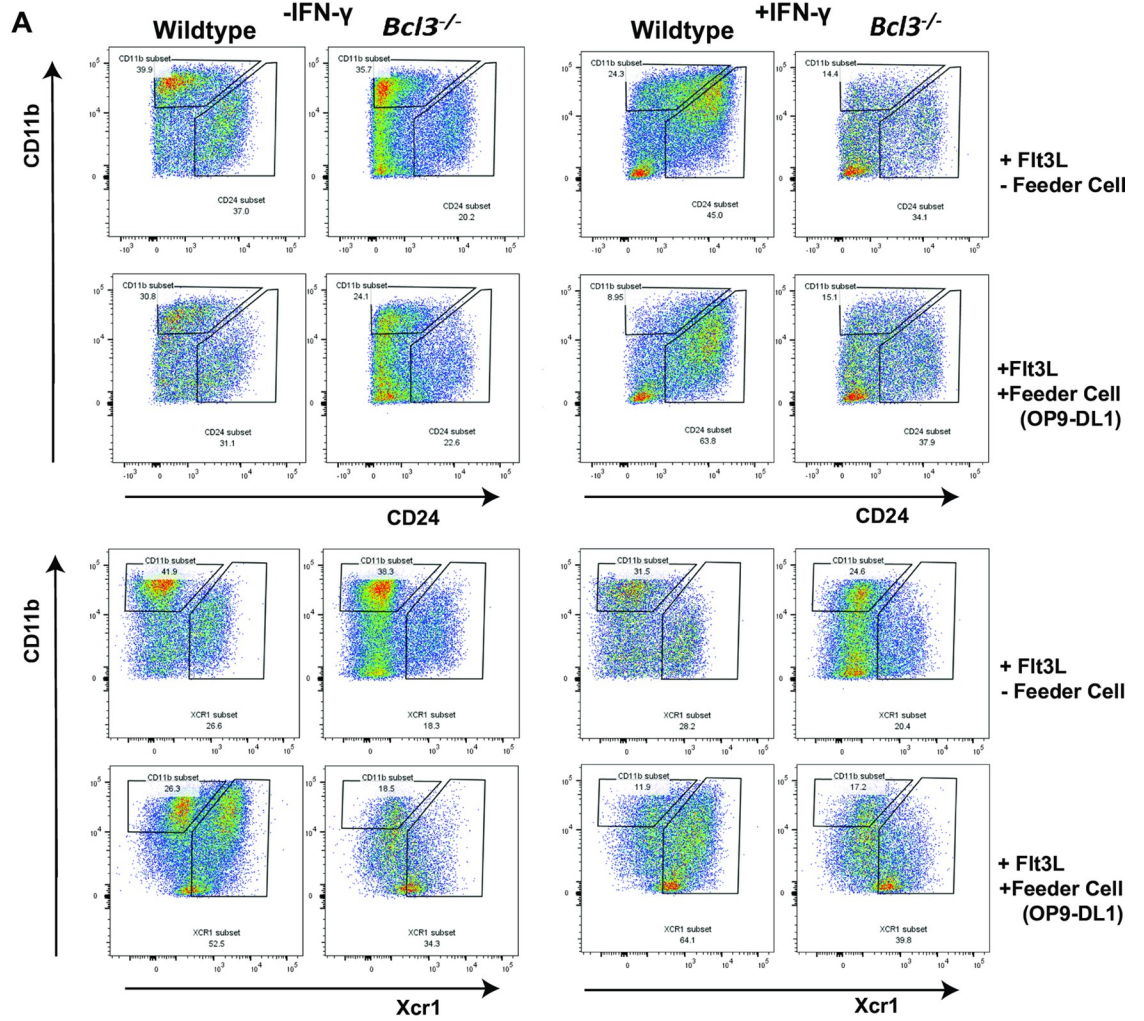 A
-IFN-γ
+IFN-γ
Wildtype
Bcl3-/-
Wildtype
Bcl3-/-
CD11b
CD11b subset
39.9
CD24 subset
37.0
CD11b subset
35.7
CD24 subset
20.2
CD11b subset
24.3
CD24 subset
45.0
CD11b subset
14.4
CD24 subset
34.1
+ Flt3L
- Feeder Cell
CD11b subset
30.8
CD24 subset
31.1
CD11b subset
24.1
CD24 subset
22.6
CD11b subset
8.95
CD24 subset
63.8
CD11b subset
15.1
CD24 subset
37.9
+Flt3L
+Feeder Cell
(OP9-DL1)
CD24
CD24
CD11b
CD11b subset
41.9
XCR1 subset
26.6
CD11b subset
38.3
XCR1 subset
18.3
CD11b subset
31.5
XCR1 subset
28.2
CD11b subset
24.6
XCR1 subset
20.4
+ Flt3L
- Feeder Cell
CD11b subset
26.3
XCR1 subset
52.5
CD11b subset
18.5
XCR1 subset
34.3
CD11b subset
11.9
XCR1 subset
64.1
CD11b subset
17.2
XCR1 subset
39.8
+ Flt3L
+Feeder Cell
(OP9-DL1)
Xcr1
Xcr1